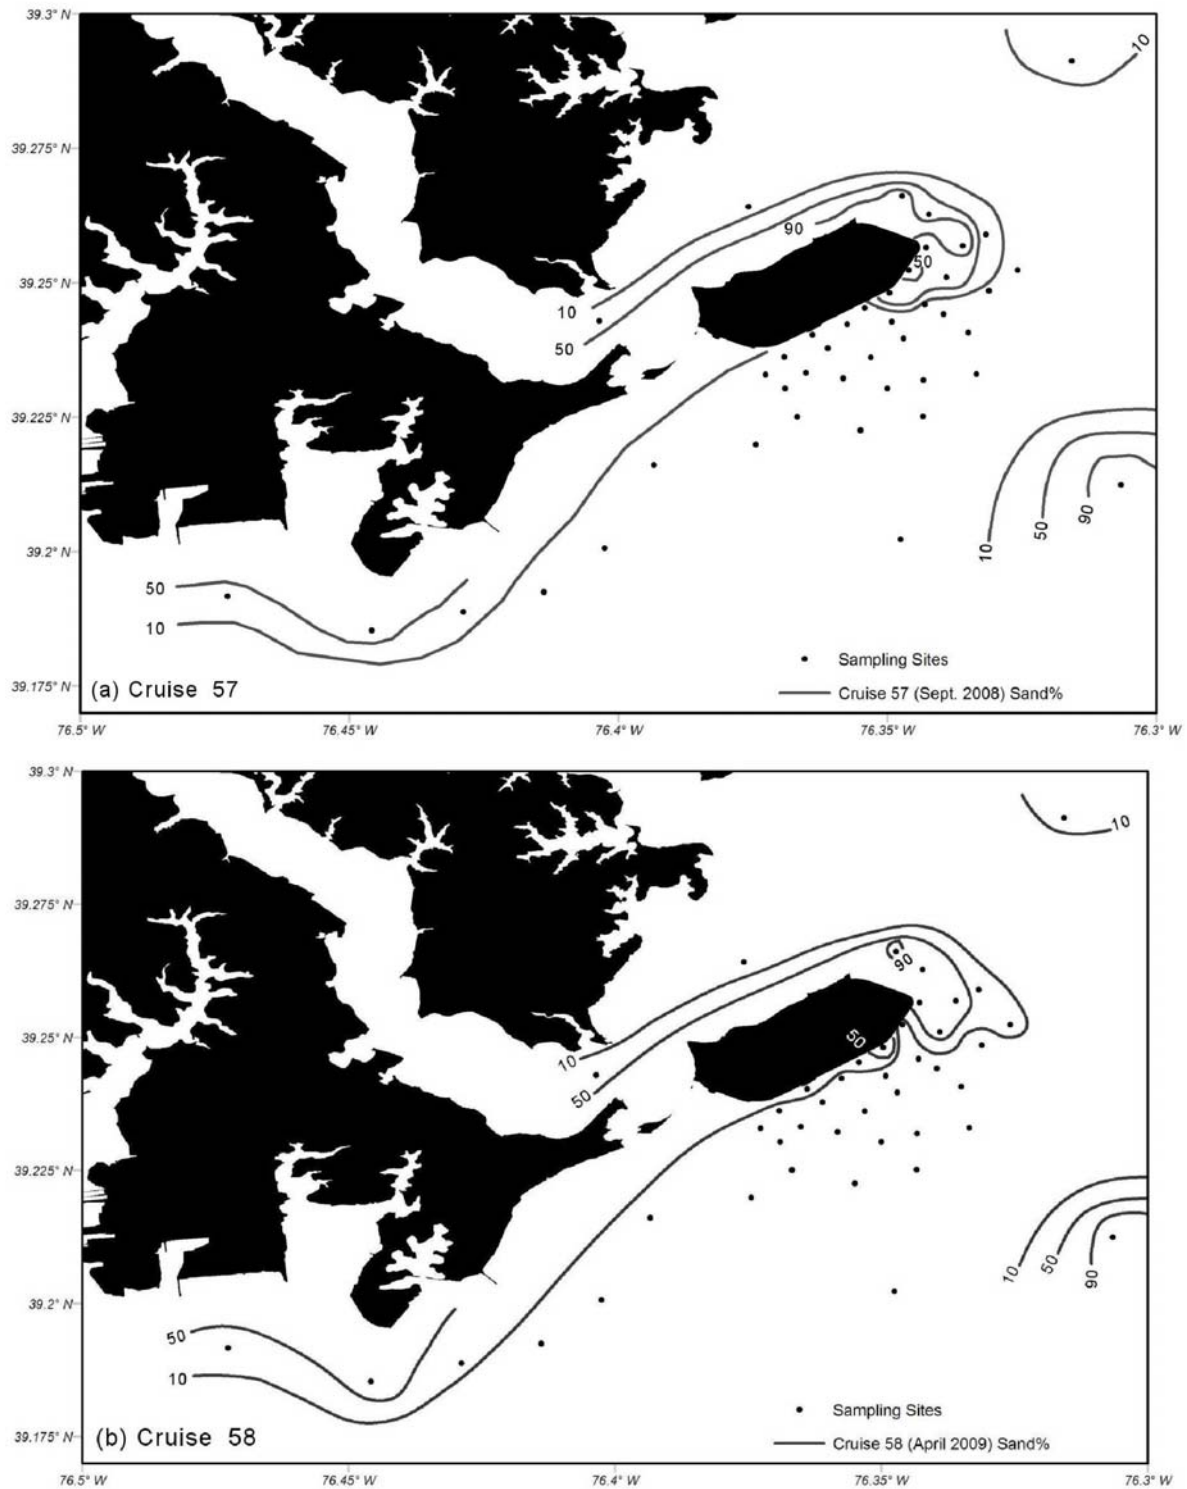 39.3° N
10
39.275° N
90
50
39.25° N
10
50
39.225° N
10
50
90
39.2° N
50
10
Sampling Sites
39.175° N
(a) Cruise 57
Cruise 57 (Sept. 2008) Sand%
76.5° W
76.45° W
76.4° W
76.35° W
76.3° W
39.3° N
10
39.275° N
90
39.25° N
50
10
50
39.225° N
10
50
90
39.2° N
50
10
Sampling Sites
39.175° N
(b) Cruise 58
Cruise 58 (April 2009) Sand%
76.5° W
76.45° W
76.4° W
76.35° W
76.3° W